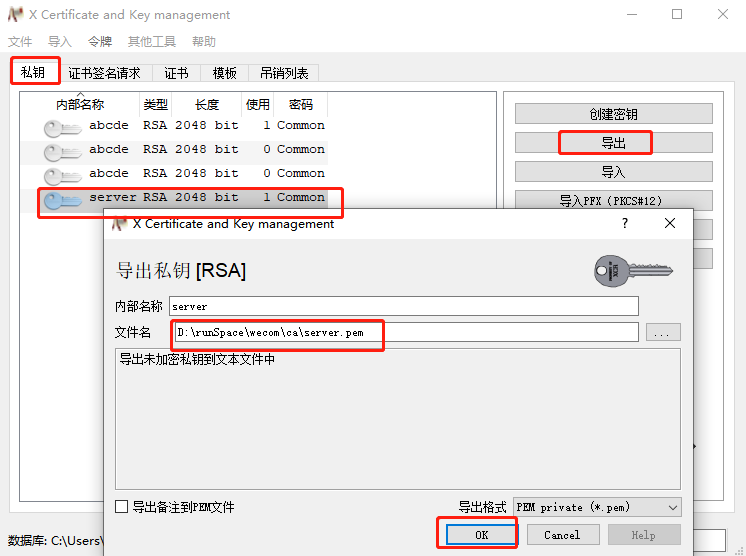 X Certificate and Key management
文件 导入 令牌 其他工具 帮助
私钥 证书签名请求 证书 模板 吊销列表
内部名称 类型 长度 使用 密码
abcde RSA 2048 bit 1 Common
abcde RSA 2048 bit 0 Common
abcde RSA 2048 bit 0 Common
server RSA 2048 bit 1 Common
创建密钥
导出
导入
导入PFX (PKCS#12)
X Certificate and Key management ?
导出私钥 [RSA]
内部名称 server
文件名 D:\runSpace\wecom\ca\server.pem ...
导出未加密私钥到文本文件中
导出备注到PEM文件 导出格式 PEM private (*.pem)
OK Cancel Help
数据库: C:\Users\